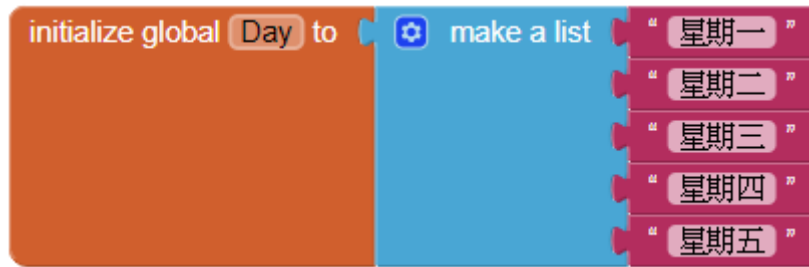 initialize global Day to make a list “ 星期一 ”
“ 星期二 ”
“ 星期三 ”
“ 星期四 ”
“ 星期五 ”